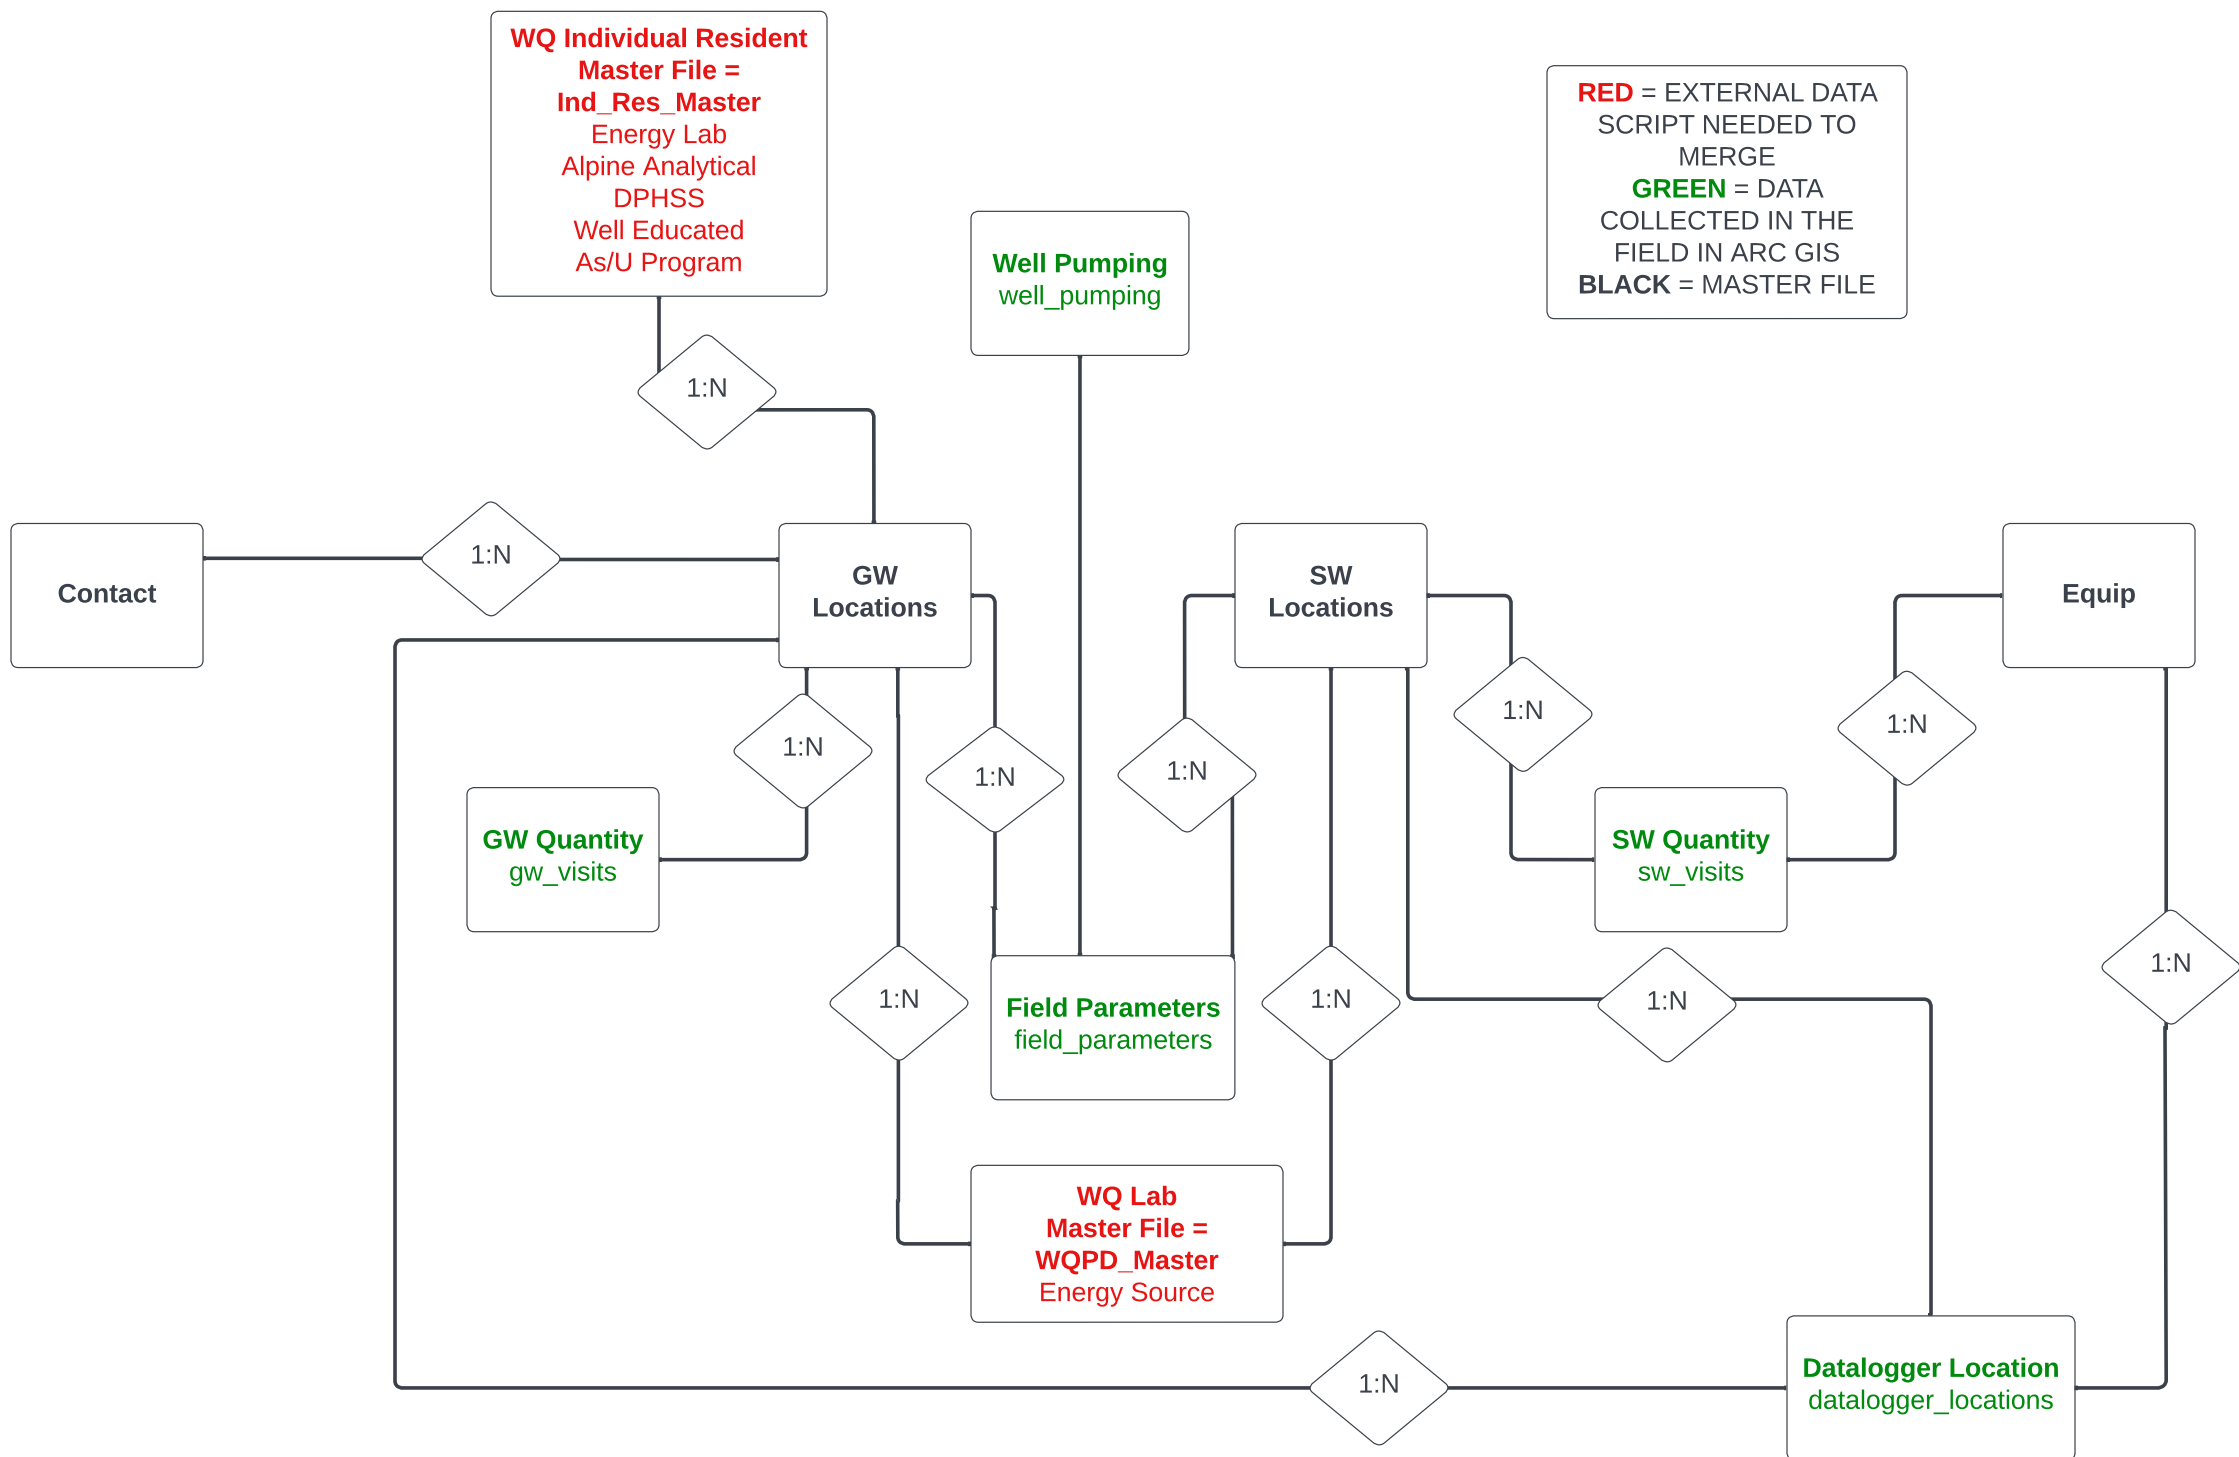 WQ Individual Resident
Master File =
Ind_Res_Master
Energy Lab
Alpine Analytical
DPHSS
Well Educated
As/U Program
RED = EXTERNAL DATA
SCRIPT NEEDED TO
MERGE
GREEN = DATA
COLLECTED IN THE
FIELD IN ARC GIS
BLACK = MASTER FILE
Well Pumping
well_pumping
1:N
Contact
1:N
GW
Locations
SW
Locations
Equip
1:N
1:N
1:N
1:N
1:N
GW Quantity
gw_visits
SW Quantity
sw_visits
1:N
1:N
Field Parameters
field_parameters
1:N
1:N
1:N
WQ Lab
Master File =
WQPD_Master
Energy Source
1:N
Datalogger Location
datalogger_locations